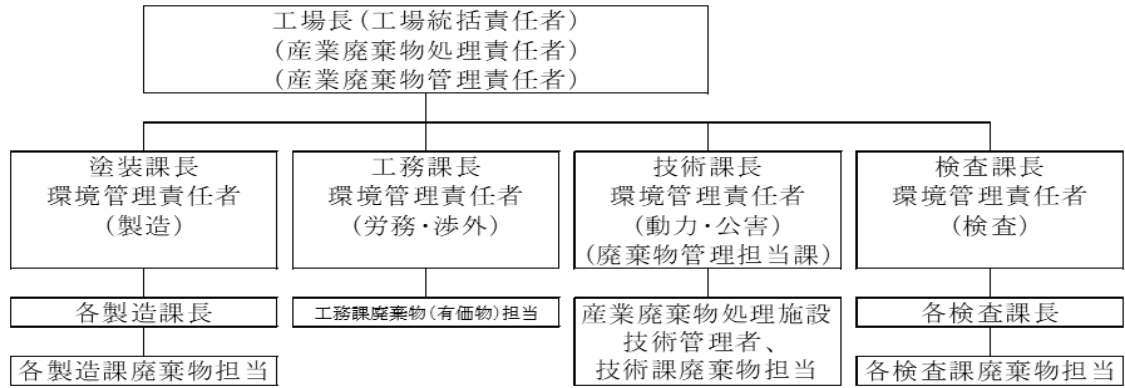 工場長(工場統括責任者)
(産業廃棄物処理責任者)
(産業廃棄物管理責任者)
塗装課長
環境管理責任者
(製造)
工務課長
環境管理責任者
(労務・渉外)
技術課長
環境管理責任者
(動力・公害)
(廃棄物管理担当課)
検査課長
環境管理責任者
(検査)
各製造課長
工務課廃棄物(有価物)担当
産業廃棄物処理施設
技術管理者、
技術課廃棄物担当
各検査課長
各製造課廃棄物担当
各検査課廃棄物担当